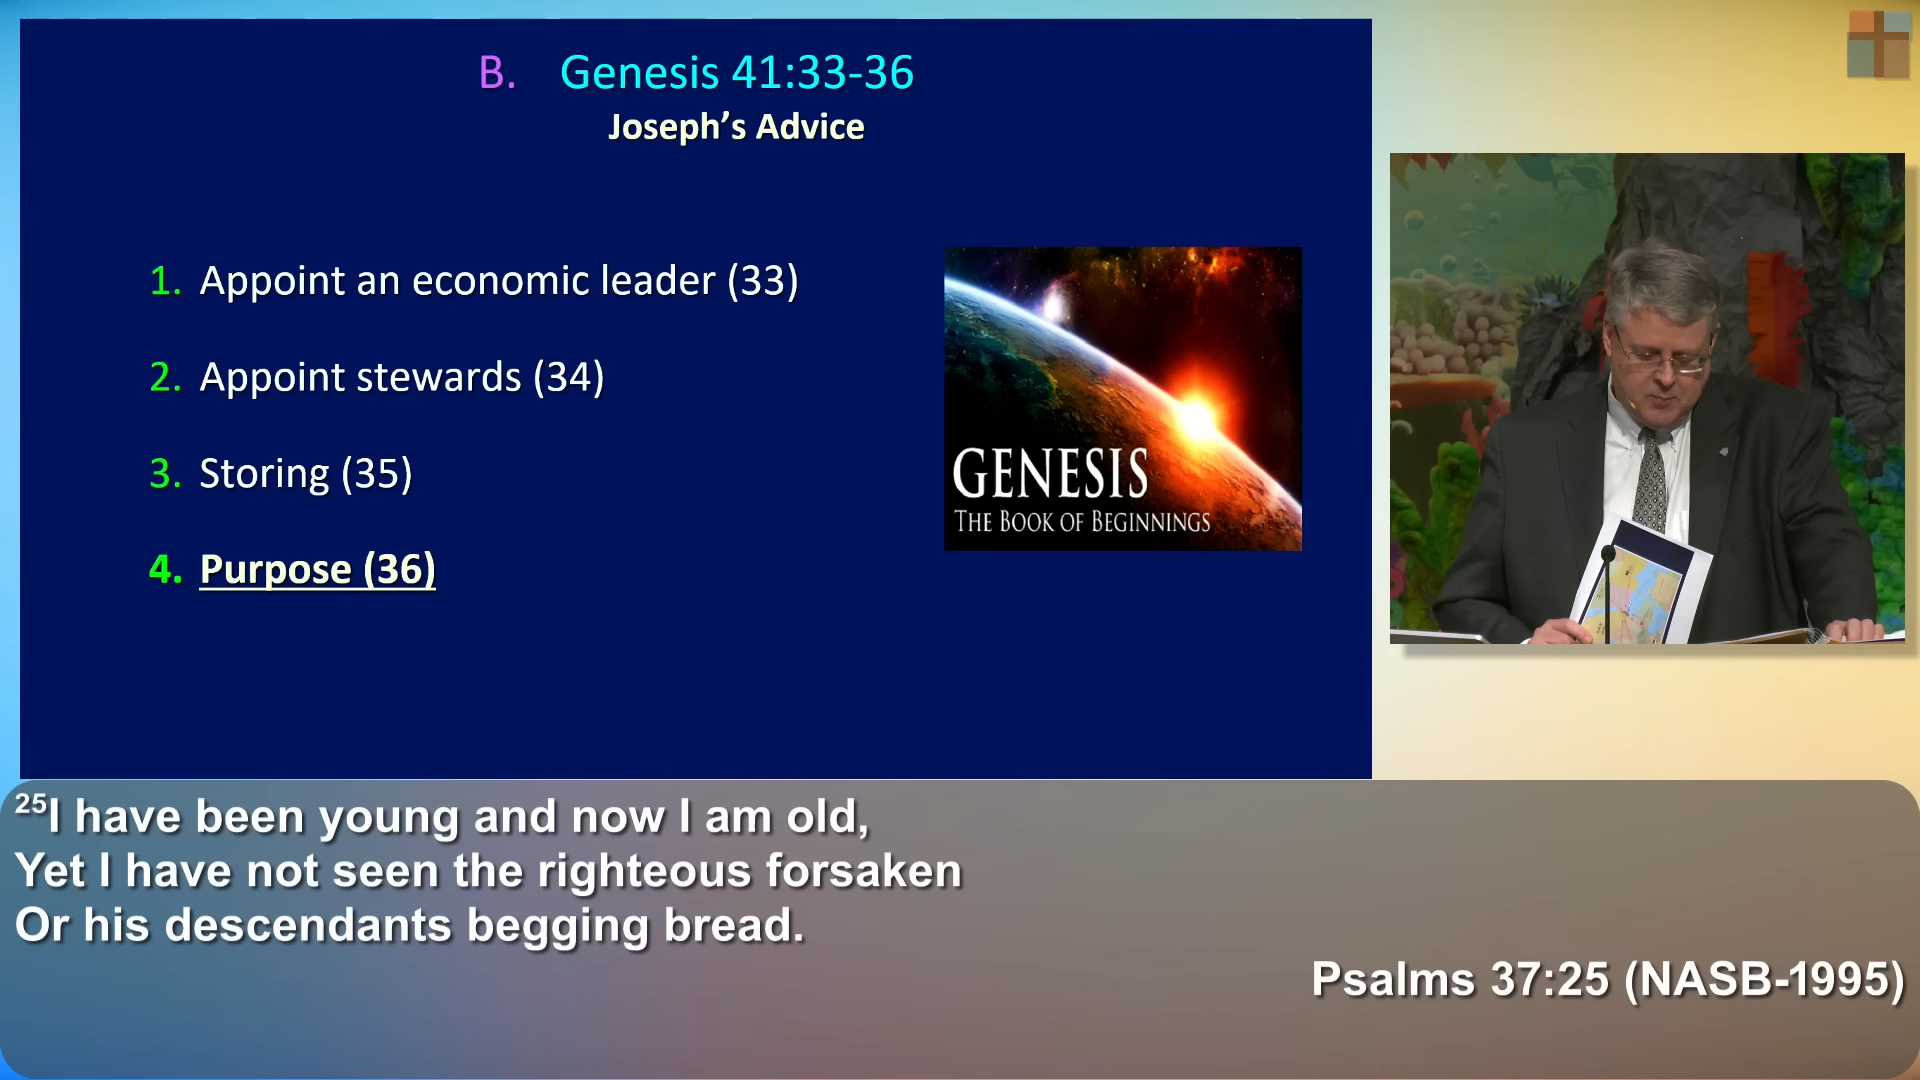 B. Genesis 41:33-36
Joseph’s Advice
1. Appoint an economic leader (33)
2. Appoint stewards (34)
3. Storing (35)
4. Purpose (36)
GENESIS
THE BOOK OF BEGINNINGS
25I have been young and now I am old,
Yet I have not seen the righteous forsaken
Or his descendants begging bread.
Psalms 37:25 (NASB-1995)